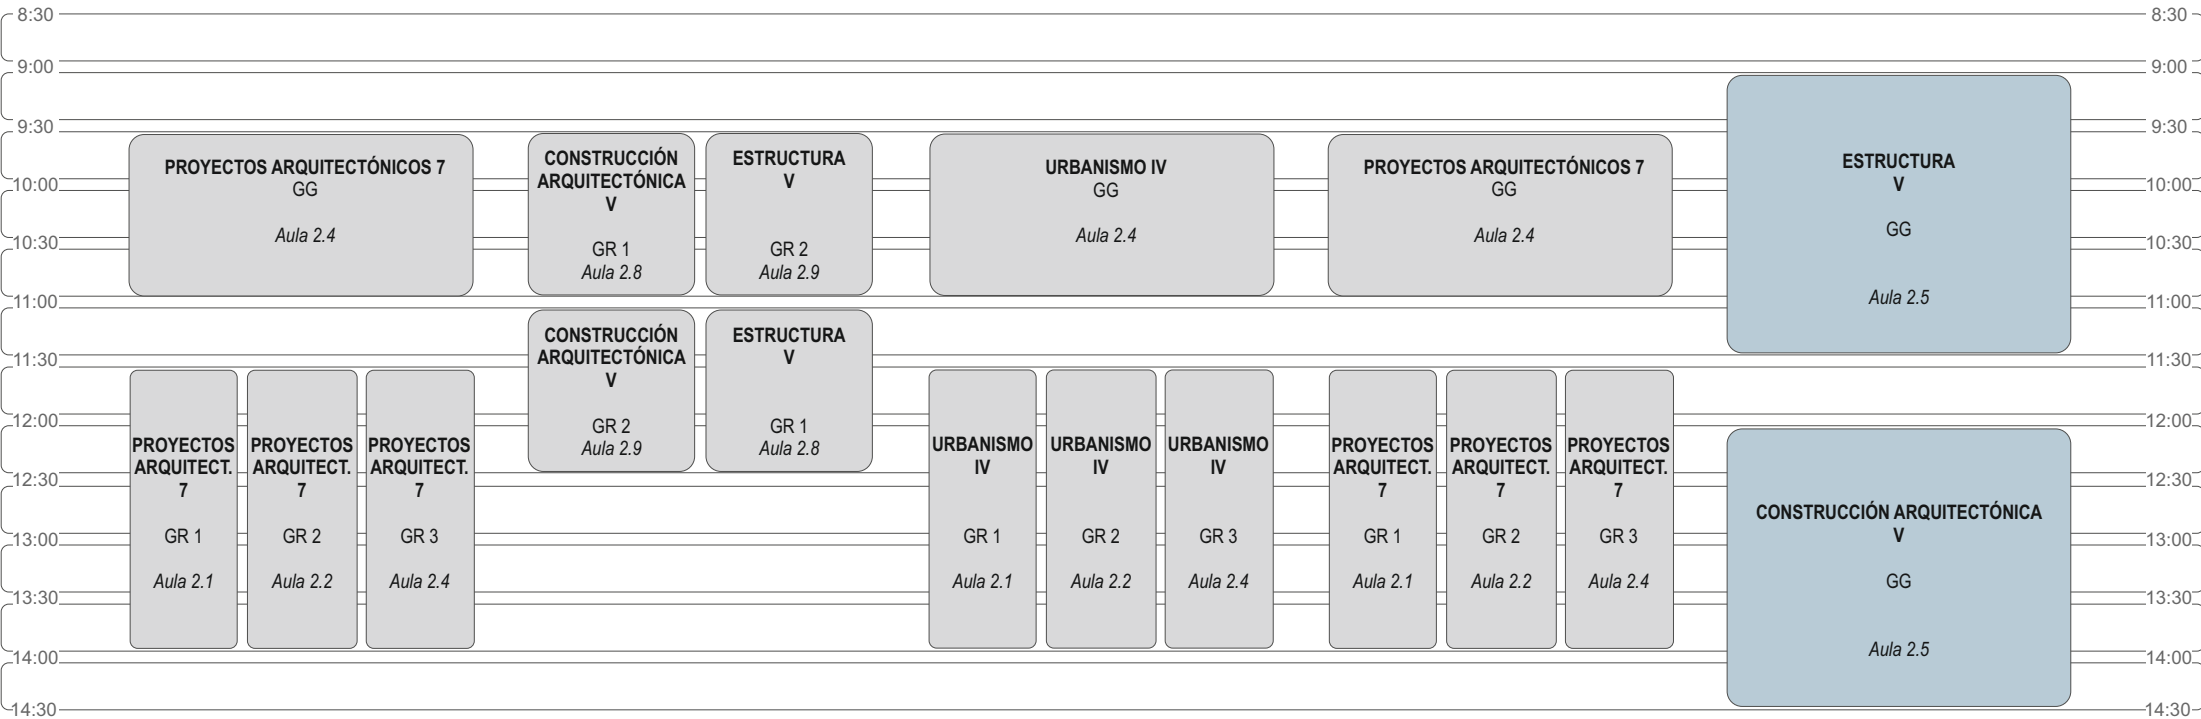 8:30
8:30
9:00
9:00
9:30
9:30
10:00
10:00
10:30
10:30
11:00
11:00
11:30
11:30
12:00
12:00
12:30
12:30
13:00
13:00
13:30
13:30
14:00
14:00
14:30
14:30
PROYECTOS ARQUITECTÓNICOS 7
GG
Aula 2.4
PROYECTOS
ARQUITECT.
7
GR 1
Aula 2.1
PROYECTOS
ARQUITECT.
7
GR 2
Aula 2.2
PROYECTOS
ARQUITECT.
7
GR 3
Aula 2.4
CONSTRUCCIÓN
ARQUITECTÓNICA
V
GR 1
Aula 2.8
ESTRUCTURA
V
GR 2
Aula 2.9
CONSTRUCCIÓN
ARQUITECTÓNICA
V
GR 2
Aula 2.9
ESTRUCTURA
V
GR 1
Aula 2.8
URBANISMO IV
GG
Aula 2.4
URBANISMO
IV
GR 1
Aula 2.1
URBANISMO
IV
GR 2
Aula 2.2
URBANISMO
IV
GR 3
Aula 2.4
PROYECTOS ARQUITECTÓNICOS 7
GG
Aula 2.4
PROYECTOS
ARQUITECT.
7
GR 1
Aula 2.1
PROYECTOS
ARQUITECT.
7
GR 2
Aula 2.2
PROYECTOS
ARQUITECT.
7
GR 3
Aula 2.4
ESTRUCTURA
V
GG
Aula 2.5
CONSTRUCCIÓN ARQUITECTÓNICA
V
GG
Aula 2.5